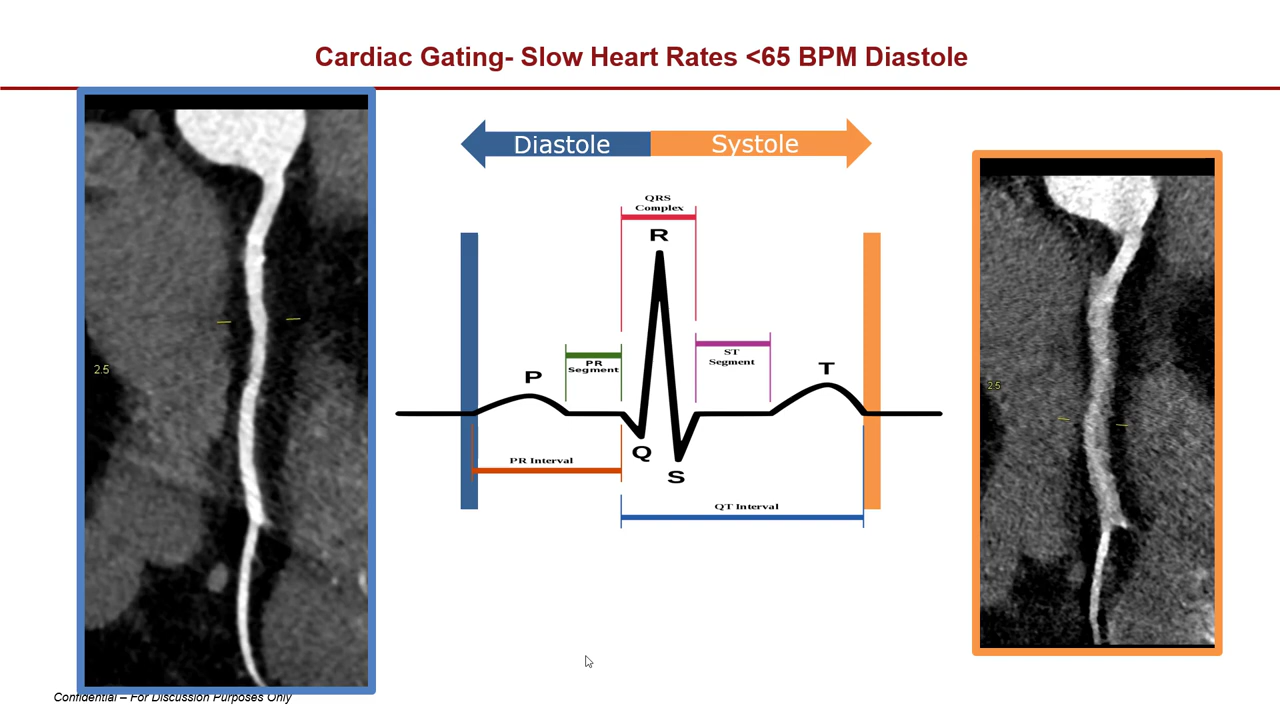 Cardiac Gating- Slow Heart Rates <65 BPM Diastole
Diastole
Systole
QRS
Complex
R
PR
Segment
ST
Segment
P
T
2.5
2.5
Q
S
PR Interval
QT Interval
Confidential – For Discussion Purposes Only